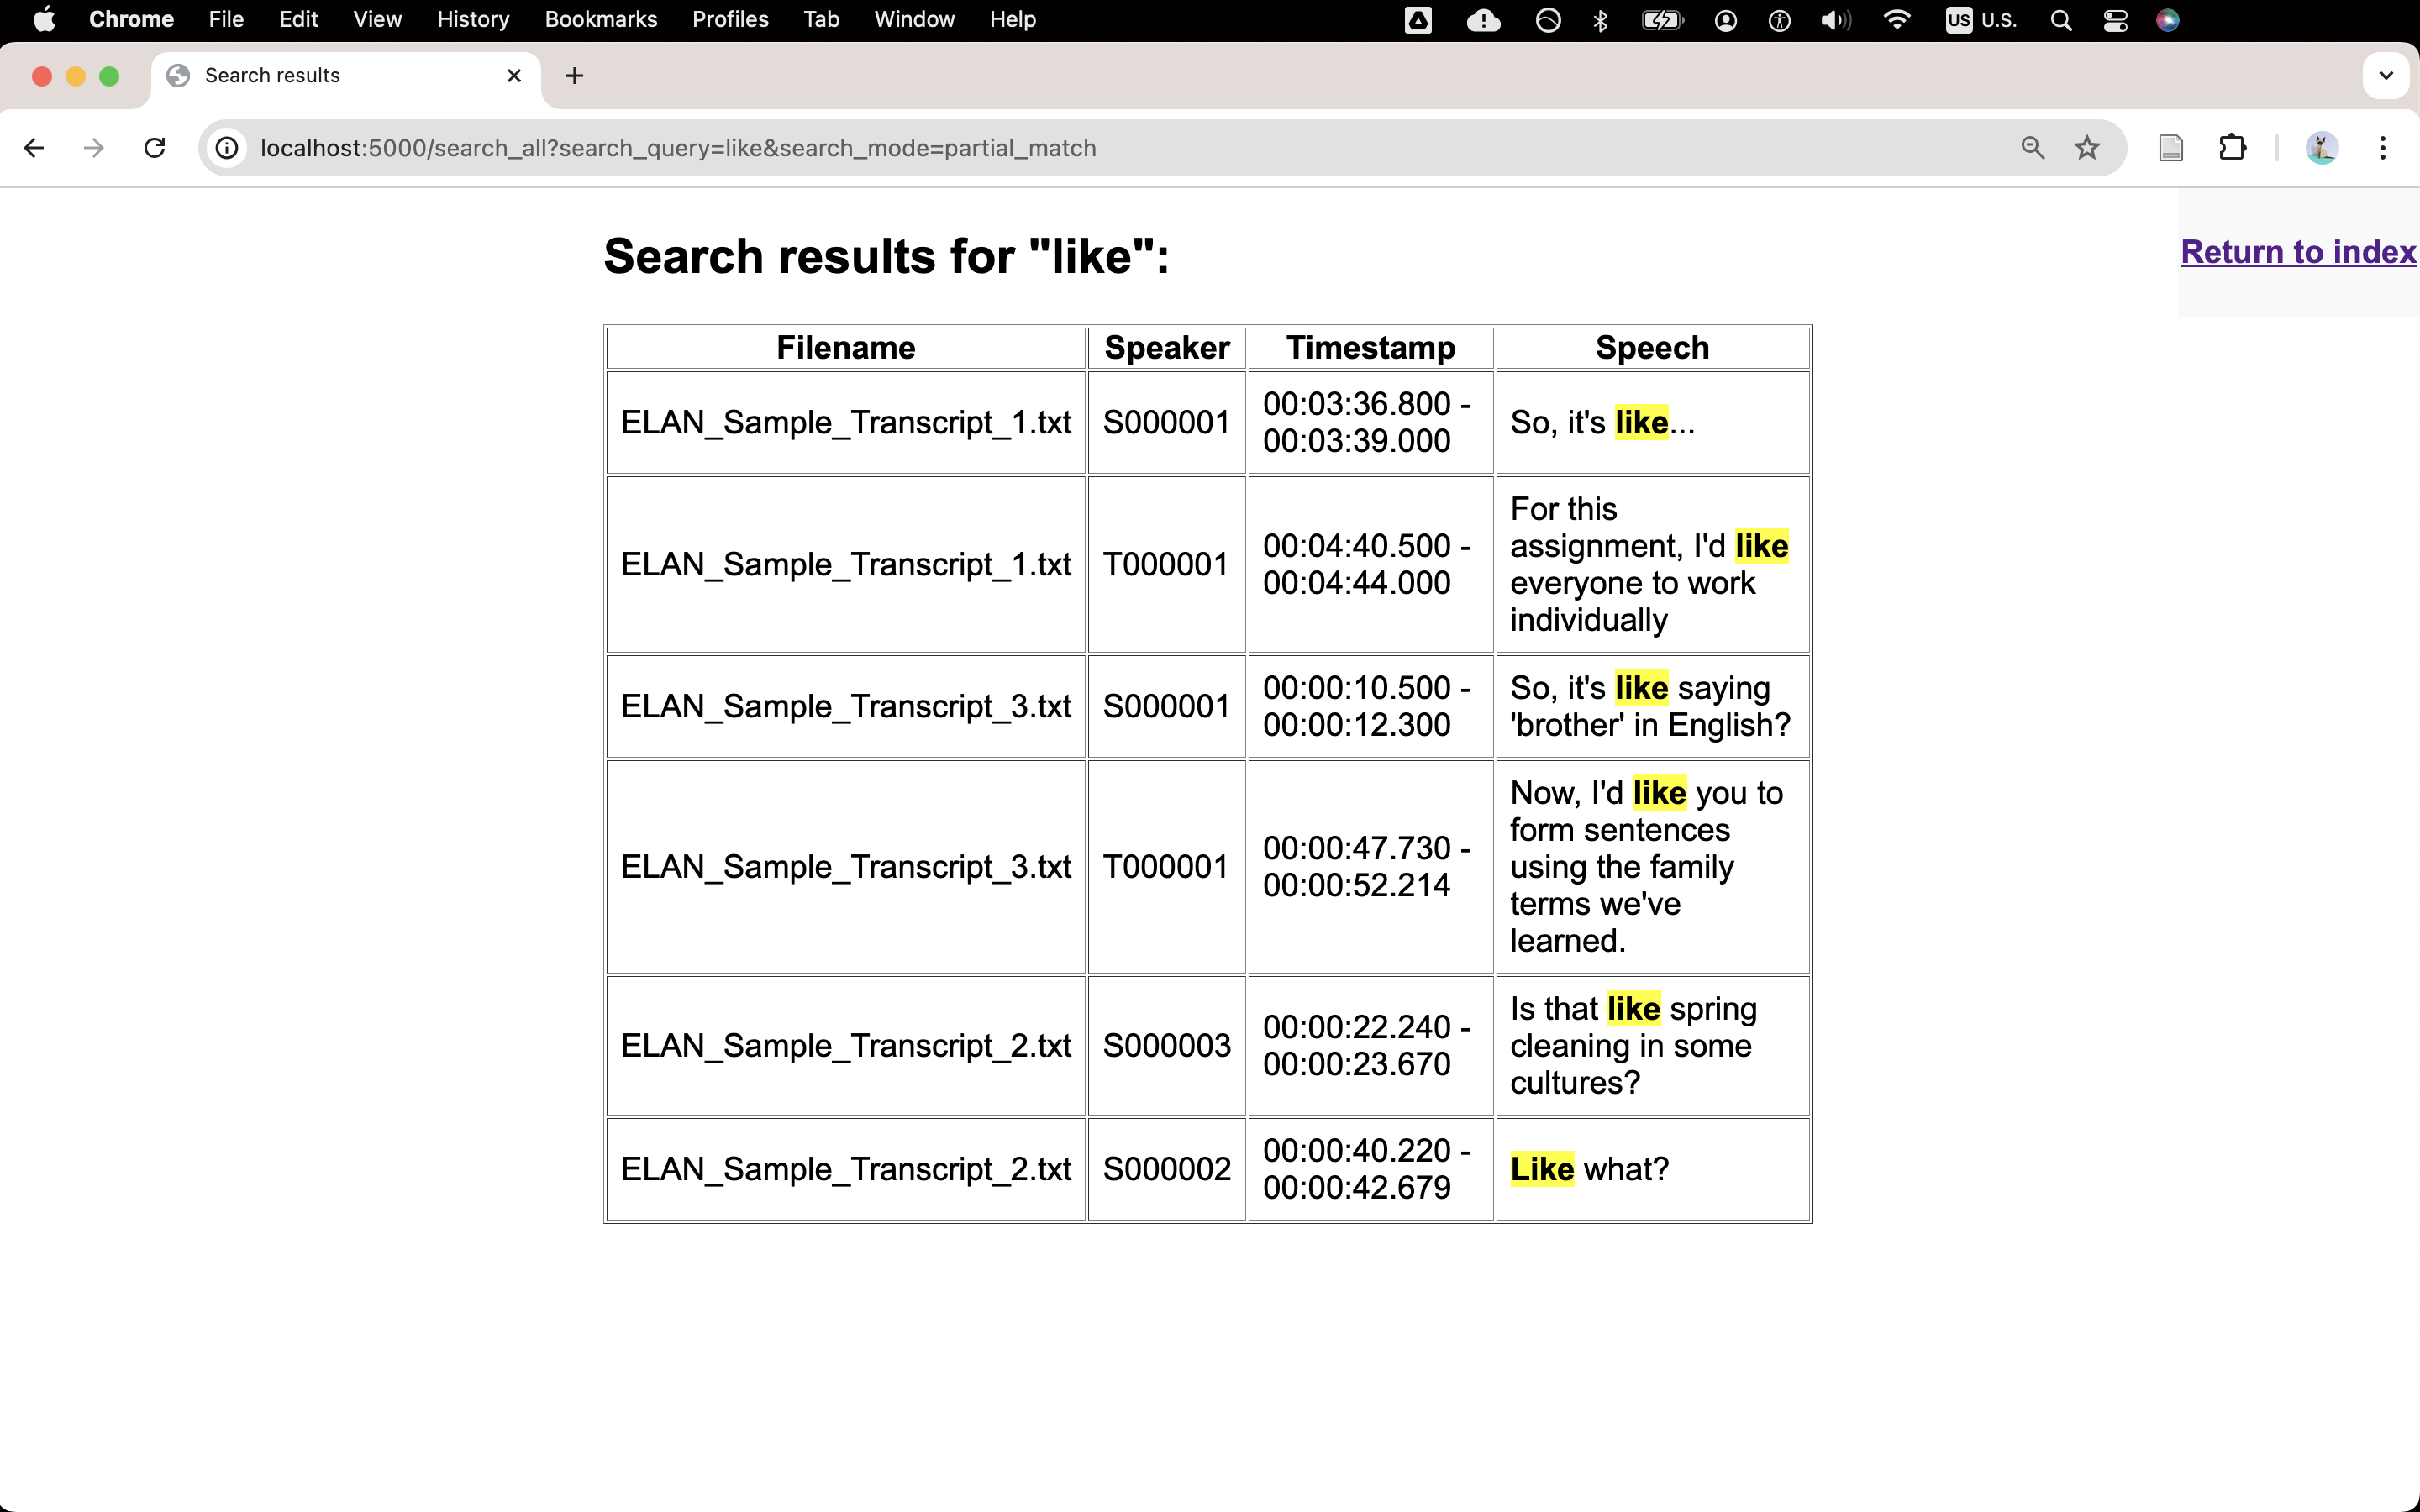 Chrome File Edit View History Bookmarks Profiles Tab Window Help US U.S.
Search results
localhost:5000/search_all?search_query=like&search_mode=partial_match
Return to index
Search results for "like":
Filename Speaker Timestamp Speech
ELAN_Sample_Transcript_1.txt S000001 00:03:36.800 -
00:03:39.000 So, it's like...
ELAN_Sample_Transcript_1.txt T000001 00:04:40.500 -
00:04:44.000 For this
assignment, I'd like
everyone to work
individually
ELAN_Sample_Transcript_3.txt S000001 00:00:10.500 -
00:00:12.300 So, it's like saying
'brother' in English?
ELAN_Sample_Transcript_3.txt T000001 00:00:47.730 -
00:00:52.214 Now, I'd like you to
form sentences
using the family
terms we've
learned.
ELAN_Sample_Transcript_2.txt S000003 00:00:22.240 -
00:00:23.670 Is that like spring
cleaning in some
cultures?
ELAN_Sample_Transcript_2.txt S000002 00:00:40.220 -
00:00:42.679 Like what?